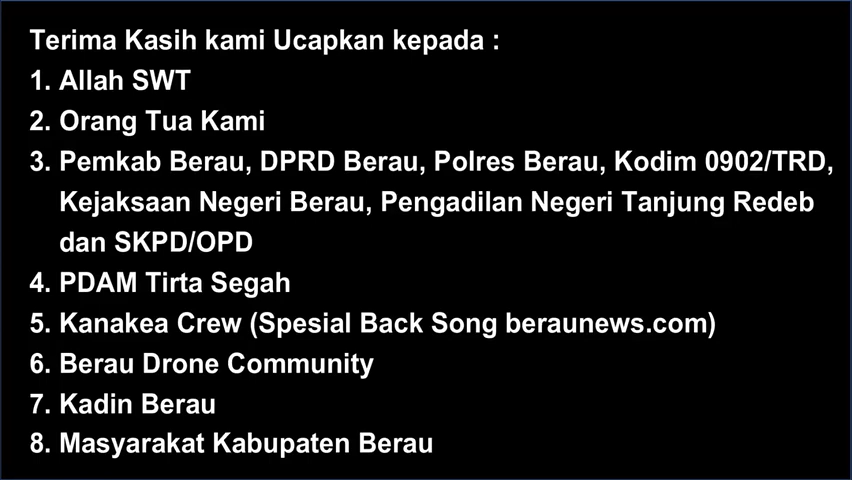 Terima Kasih kami Ucapkan kepada :
1. Allah SWT
2. Orang Tua Kami
3. Pemkab Berau, DPRD Berau, Polres Berau, Kodim 0902/TRD,
Kejaksaan Negeri Berau, Pengadilan Negeri Tanjung Redeb
dan SKPD/OPD
4. PDAM Tirta Segah
5. Kanakea Crew (Spesial Back Song beraunews.com)
6. Berau Drone Community
7. Kadin Berau
8. Masyarakat Kabupaten Berau